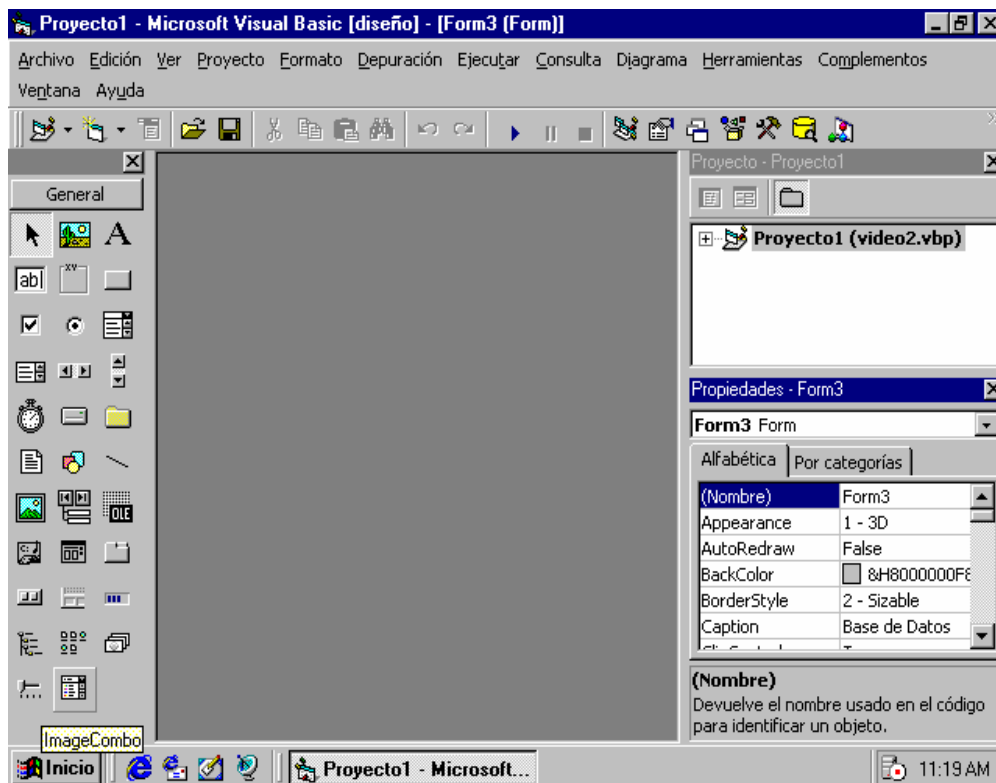 Proyecto1 - Microsoft Visual Basic [diseño] - [Form3 (Form)]
Archivo Edición Ver Proyecto Formato Depuración Ejecutar Consulta Diagrama Herramientas Complementos
Ventana Ayuda
General
A
ab
xy
OLE
ImageCombo
Proyecto - Proyecto1
Proyecto1 (video2.vbp)
Propiedades - Form3
Form3 Form
Alfabética Por categorías
(Nombre) Form3
Appearance 1 - 3D
AutoRedraw False
BackColor &H8000000F&
BorderStyle 2 - Sizable
Caption Base de Datos
(Nombre)
Devuelve el nombre usado en el código
para identificar un objeto.
Inicio Proyecto1 - Microsoft... 11:19 AM